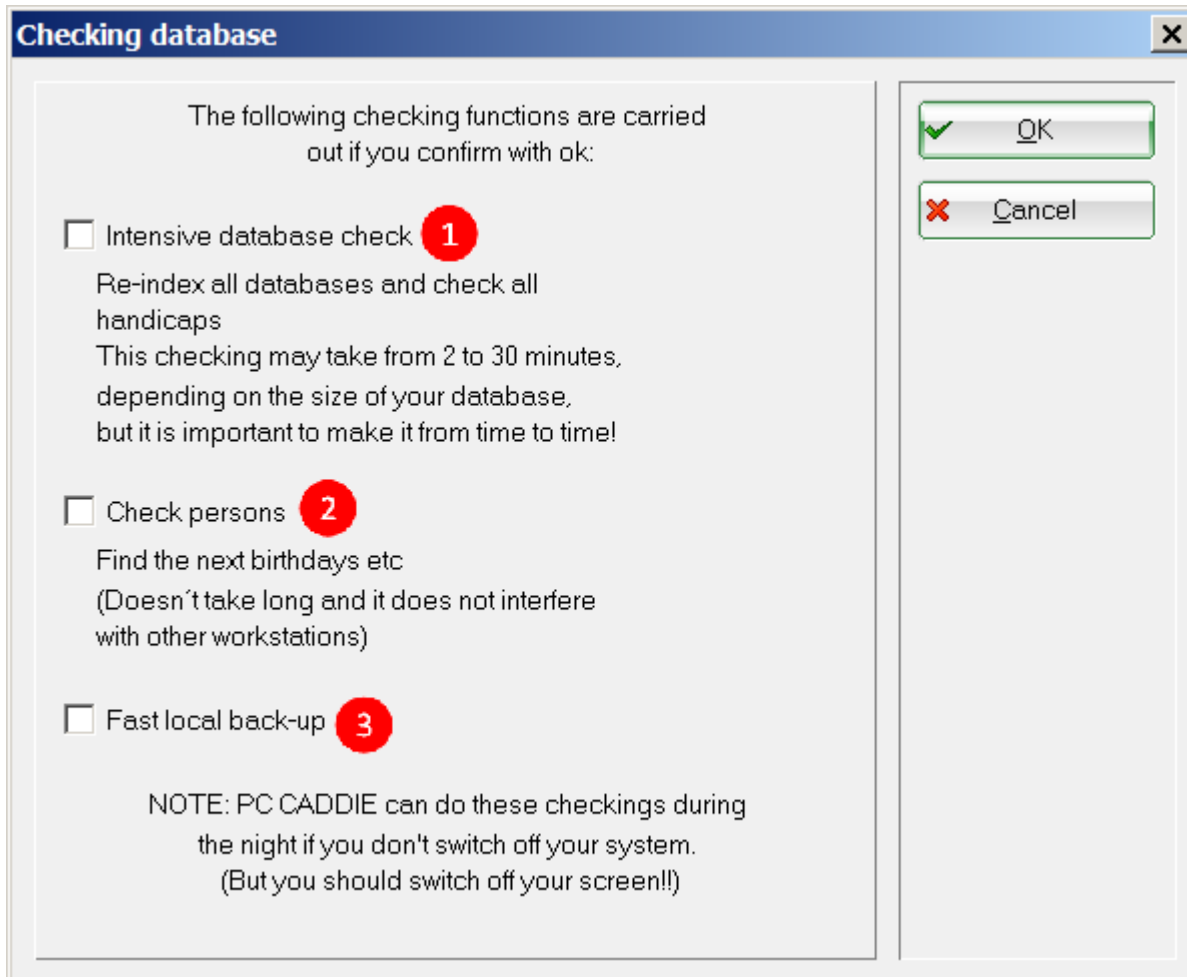 Checking database
The following checking functions are carried
out if you confirm with ok:
OK
Cancel
Intensive database check 1
Re-index all databases and check all
handicaps
This checking may take from 2 to 30 minutes,
depending on the size of your database,
but it is important to make it from time to time!
Check persons 2
Find the next birthdays etc
(Doesn´t take long and it does not interfere
with other workstations)
Fast local back-up 3
NOTE: PC CADDIE can do these checkings during
the night if you don't switch off your system.
(But you should switch off your screen!!)